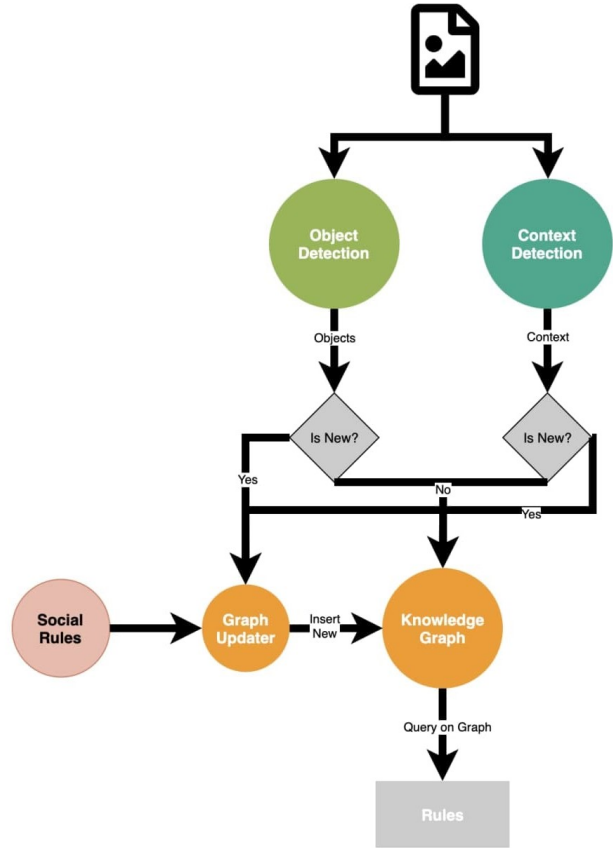 Object
Detection
Context
Detection
Objects
Context
Is New?
Is New?
Yes
No
Yes
Social
Rules
Graph
Updater
Insert
New
Knowledge
Graph
Query on Graph
Rules